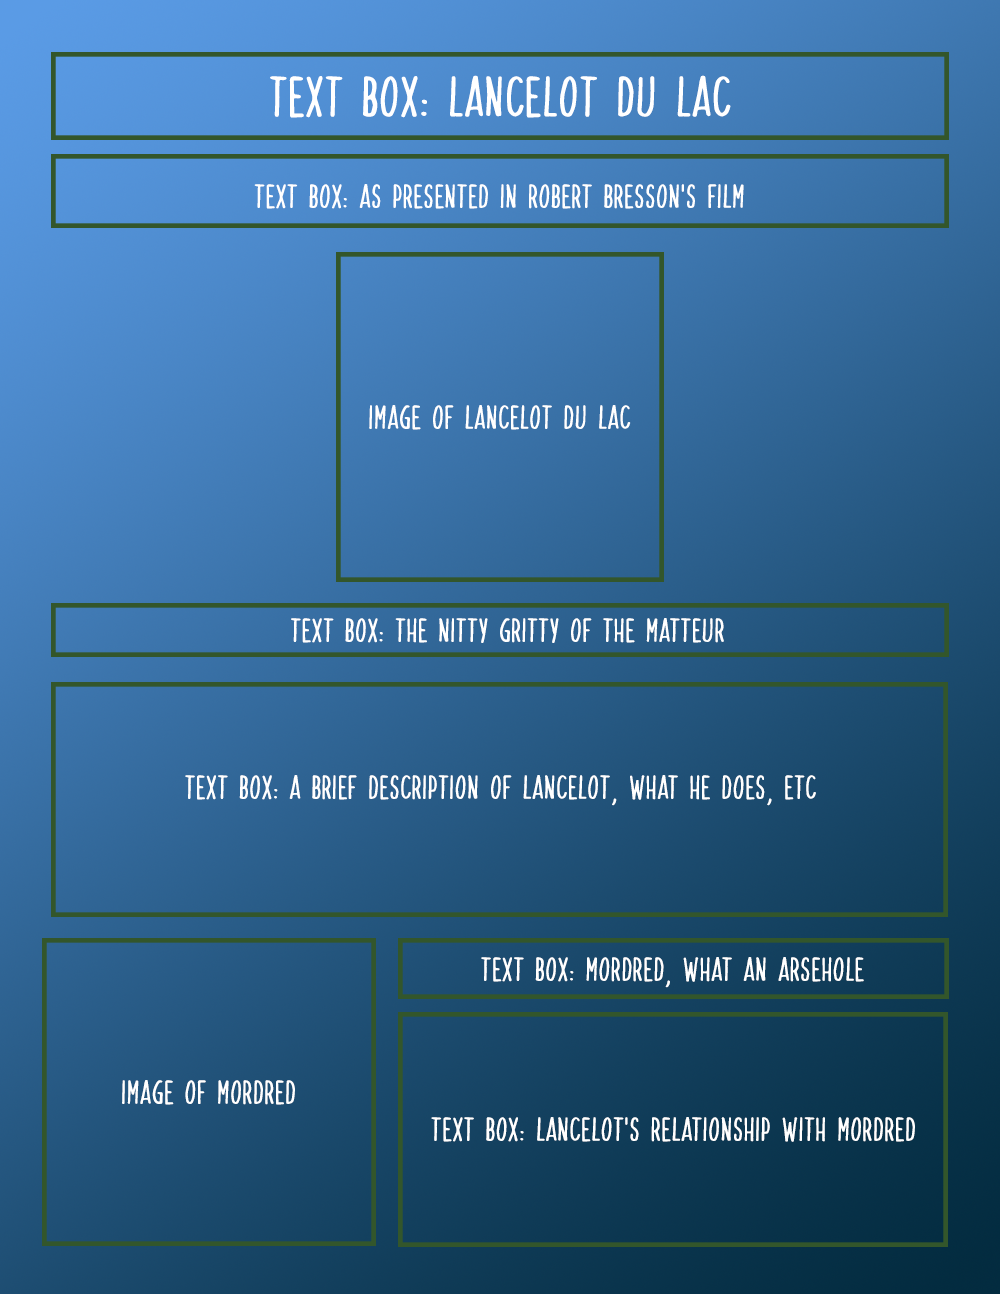 TEXT BOX: LANCELOT DU LAC
TEXT BOX: AS PRESENTED IN ROBERT BRESSON'S FILM
IMAGE OF LANCELOT DU LAC
TEXT BOX: THE NITTY GRITTY OF THE MATTEUR
TEXT BOX: A BRIEF DESCRIPTION OF LANCELOT, WHAT HE DOES, ETC
TEXT BOX: MORDRED, WHAT AN ARSEHOLE
IMAGE OF MORDRED
TEXT BOX: LANCELOT'S RELATIONSHIP WITH MORDRED